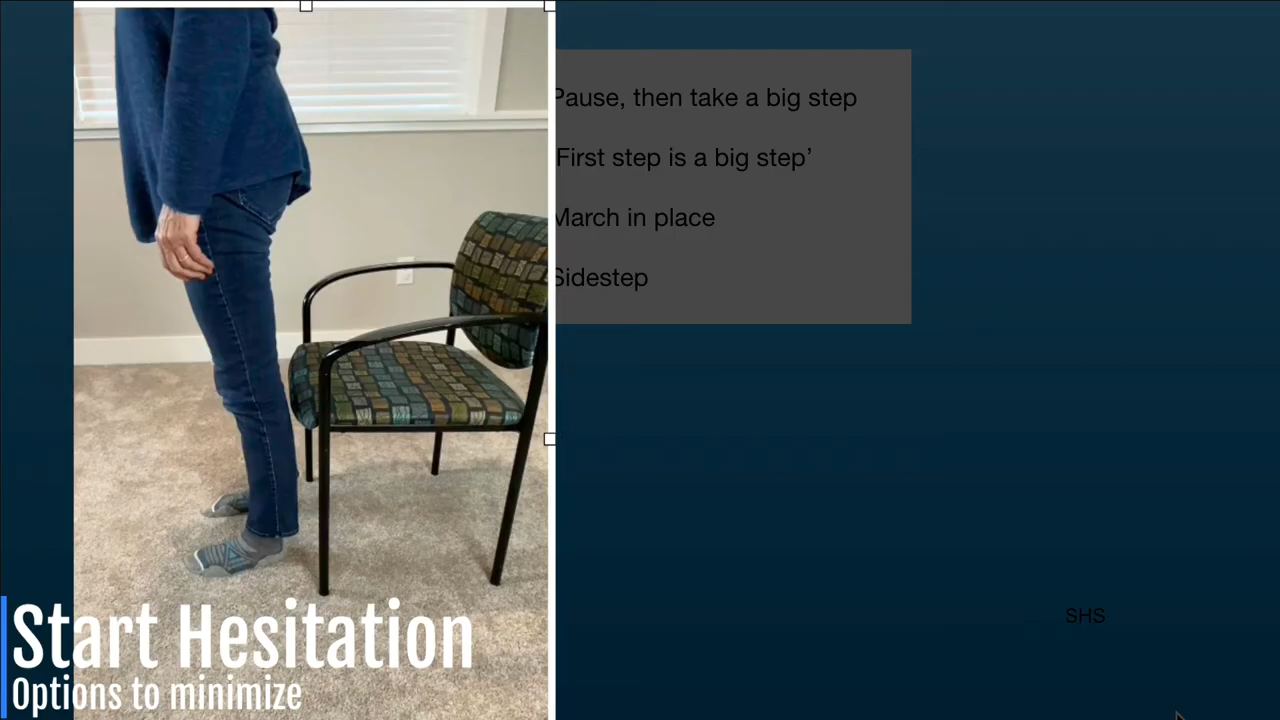 Pause, then take a big step
First step is a big step’
March in place
Sidestep
SHS
Start Hesitation
Options to minimize